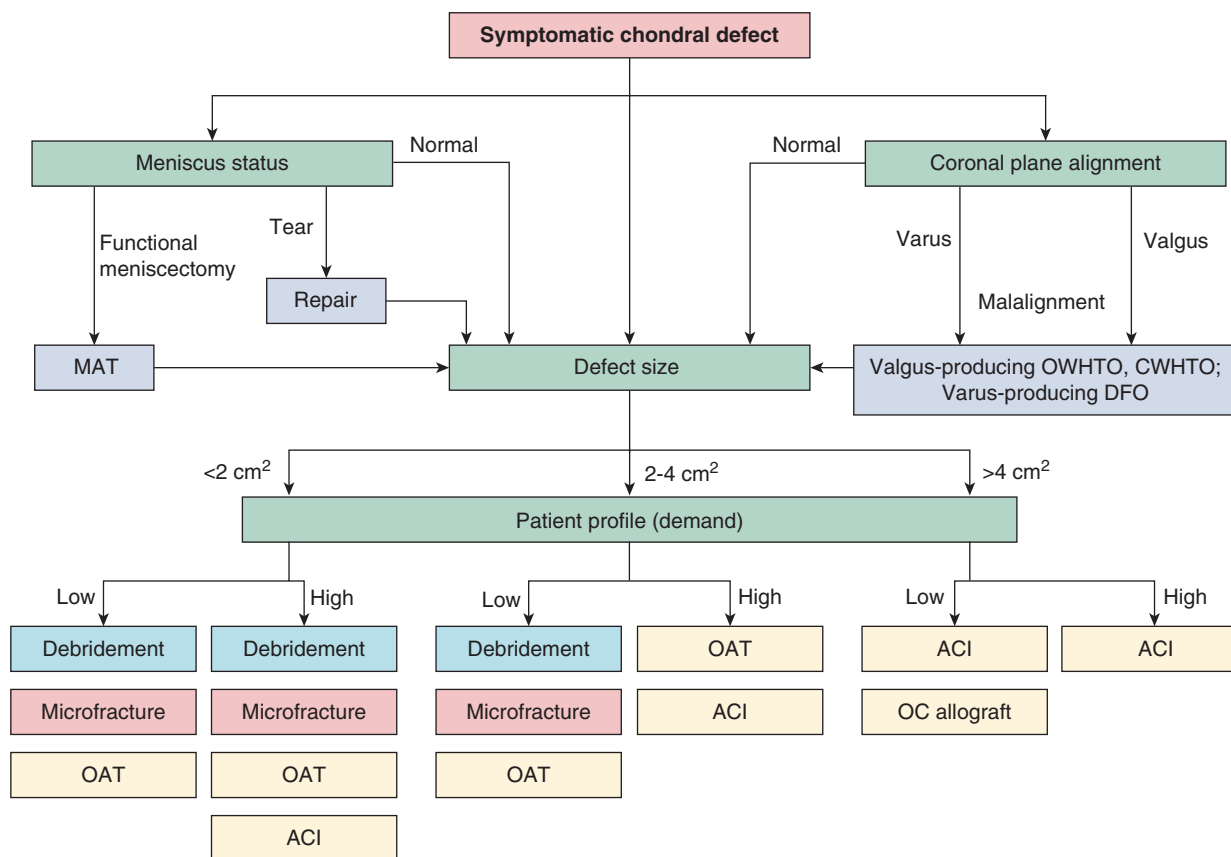 Symptomatic chondral defect
Meniscus status
Normal
Normal
Coronal plane alignment
Functional
meniscectomy
Tear
Varus
Valgus
Repair
Malalignment
MAT
Defect size
Valgus-producing OWHTO, CWHTO;
Varus-producing DFO
<2 cm²
2-4 cm²
>4 cm²
Patient profile (demand)
Low
High
Low
High
Low
High
Debridement
Debridement
Debridement
OAT
ACI
ACI
Microfracture
Microfracture
Microfracture
ACI
OC allograft
OAT
OAT
OAT
ACI